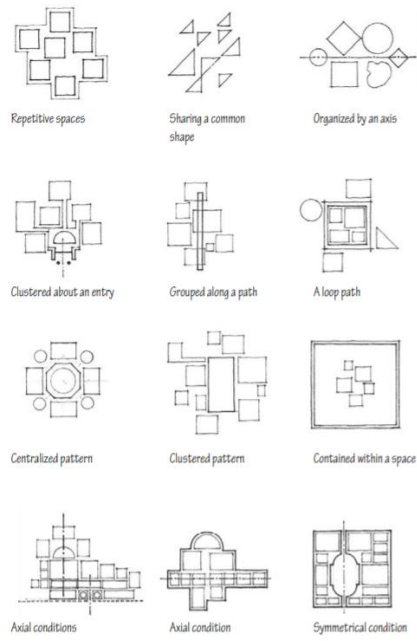 Repetitive spaces
Sharing a common
shape
Organized by an axis
Clustered about an entry
Grouped along a path
A loop path
Centralized pattern
Clustered pattern
Contained within a space
Axial conditions
Axial condition
Symmetrical condition